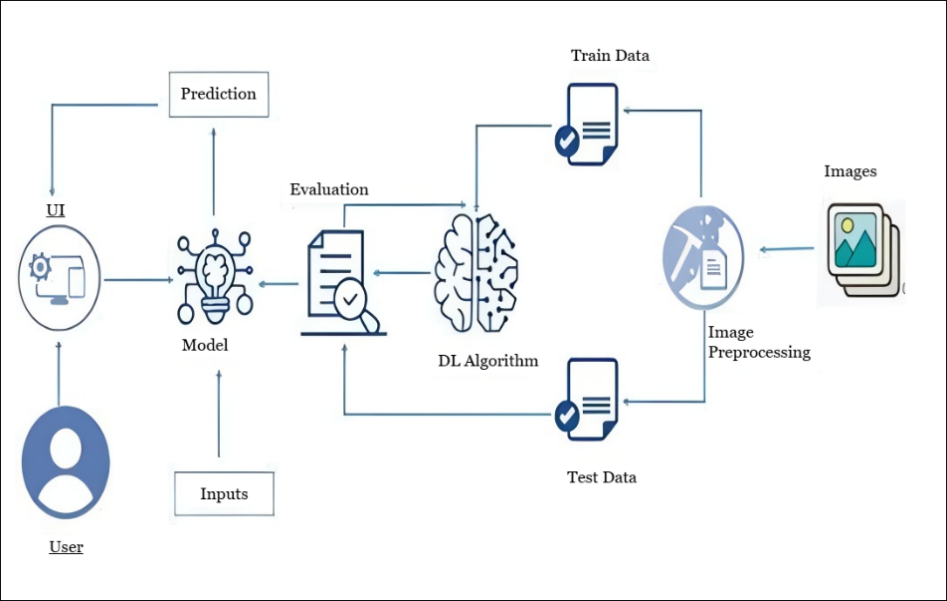 Train Data
Prediction
Images
Evaluation
UI
Image
Preprocessing
Model
DL Algorithm
Test Data
Inputs
User